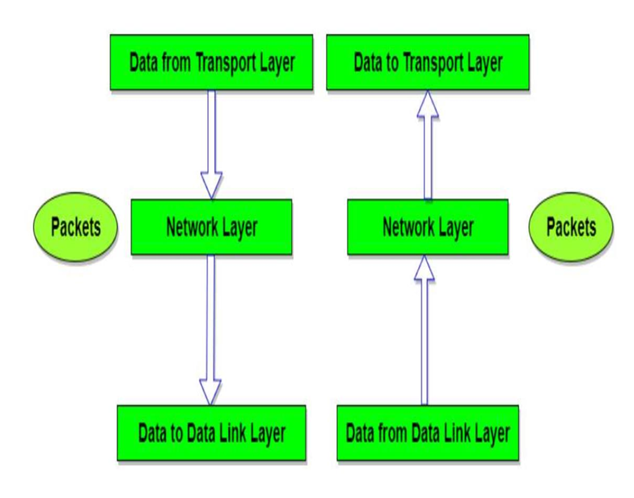 Data from Transport Layer
Data to Transport Layer
Packets
Network Layer
Network Layer
Packets
Data to Data Link Layer
Data from Data Link Layer